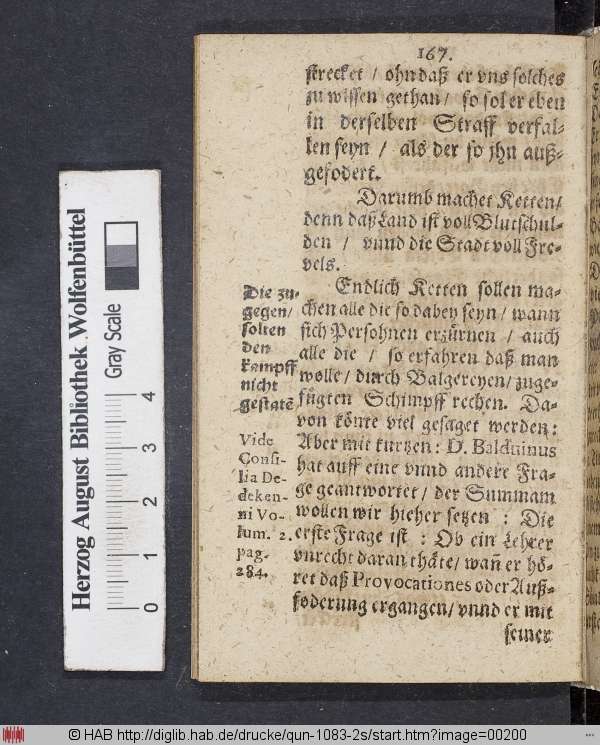 167.
strecket / ohn daß er vns solches
zu wissen gethan / so sol er eben
in derselben Straff verfal-
len seyn / als der so jhn auß-
gefodert.
Darumb machet Ketten/
denn daß Land ist voll Blutschul-
den / vnnd die Stadt voll Fre-
vels.
Endlich Ketten sollen ma-
chen alle die so dabey seyn / wann
sich Persohnen erzürnen / auch
alle die / so erfahren daß man
wolle / durch Balgereyen / zuge-
fügten Schimpff rechen. Da-
von könte viel gesaget werden:
Aber mit kurtzen: D. Balduinus
hat auff eine vnnd andere Fra-
ge geantwortet / der Summam
wollen wir hieher setzen : Die
erste Frage ist : Ob ein Lehrer
vnrecht daran thäte / wañ er hö-
ret daß Provocationes oder Auß-
foderung ergangen / vnnd er mit
seiner
Die zu-
gegen/
solten
den
kampff
nicht
gestatē
Vide
Consi-
lia De-
deken-
ni Vo-
lum. 2.
pag.
284.
Herzog August Bibliothek Wolfenbüttel
Gray Scale
0 1 2 3 4
© HAB http://diglib.hab.de/drucke/qun-1083-2s/start.htm?image=00200